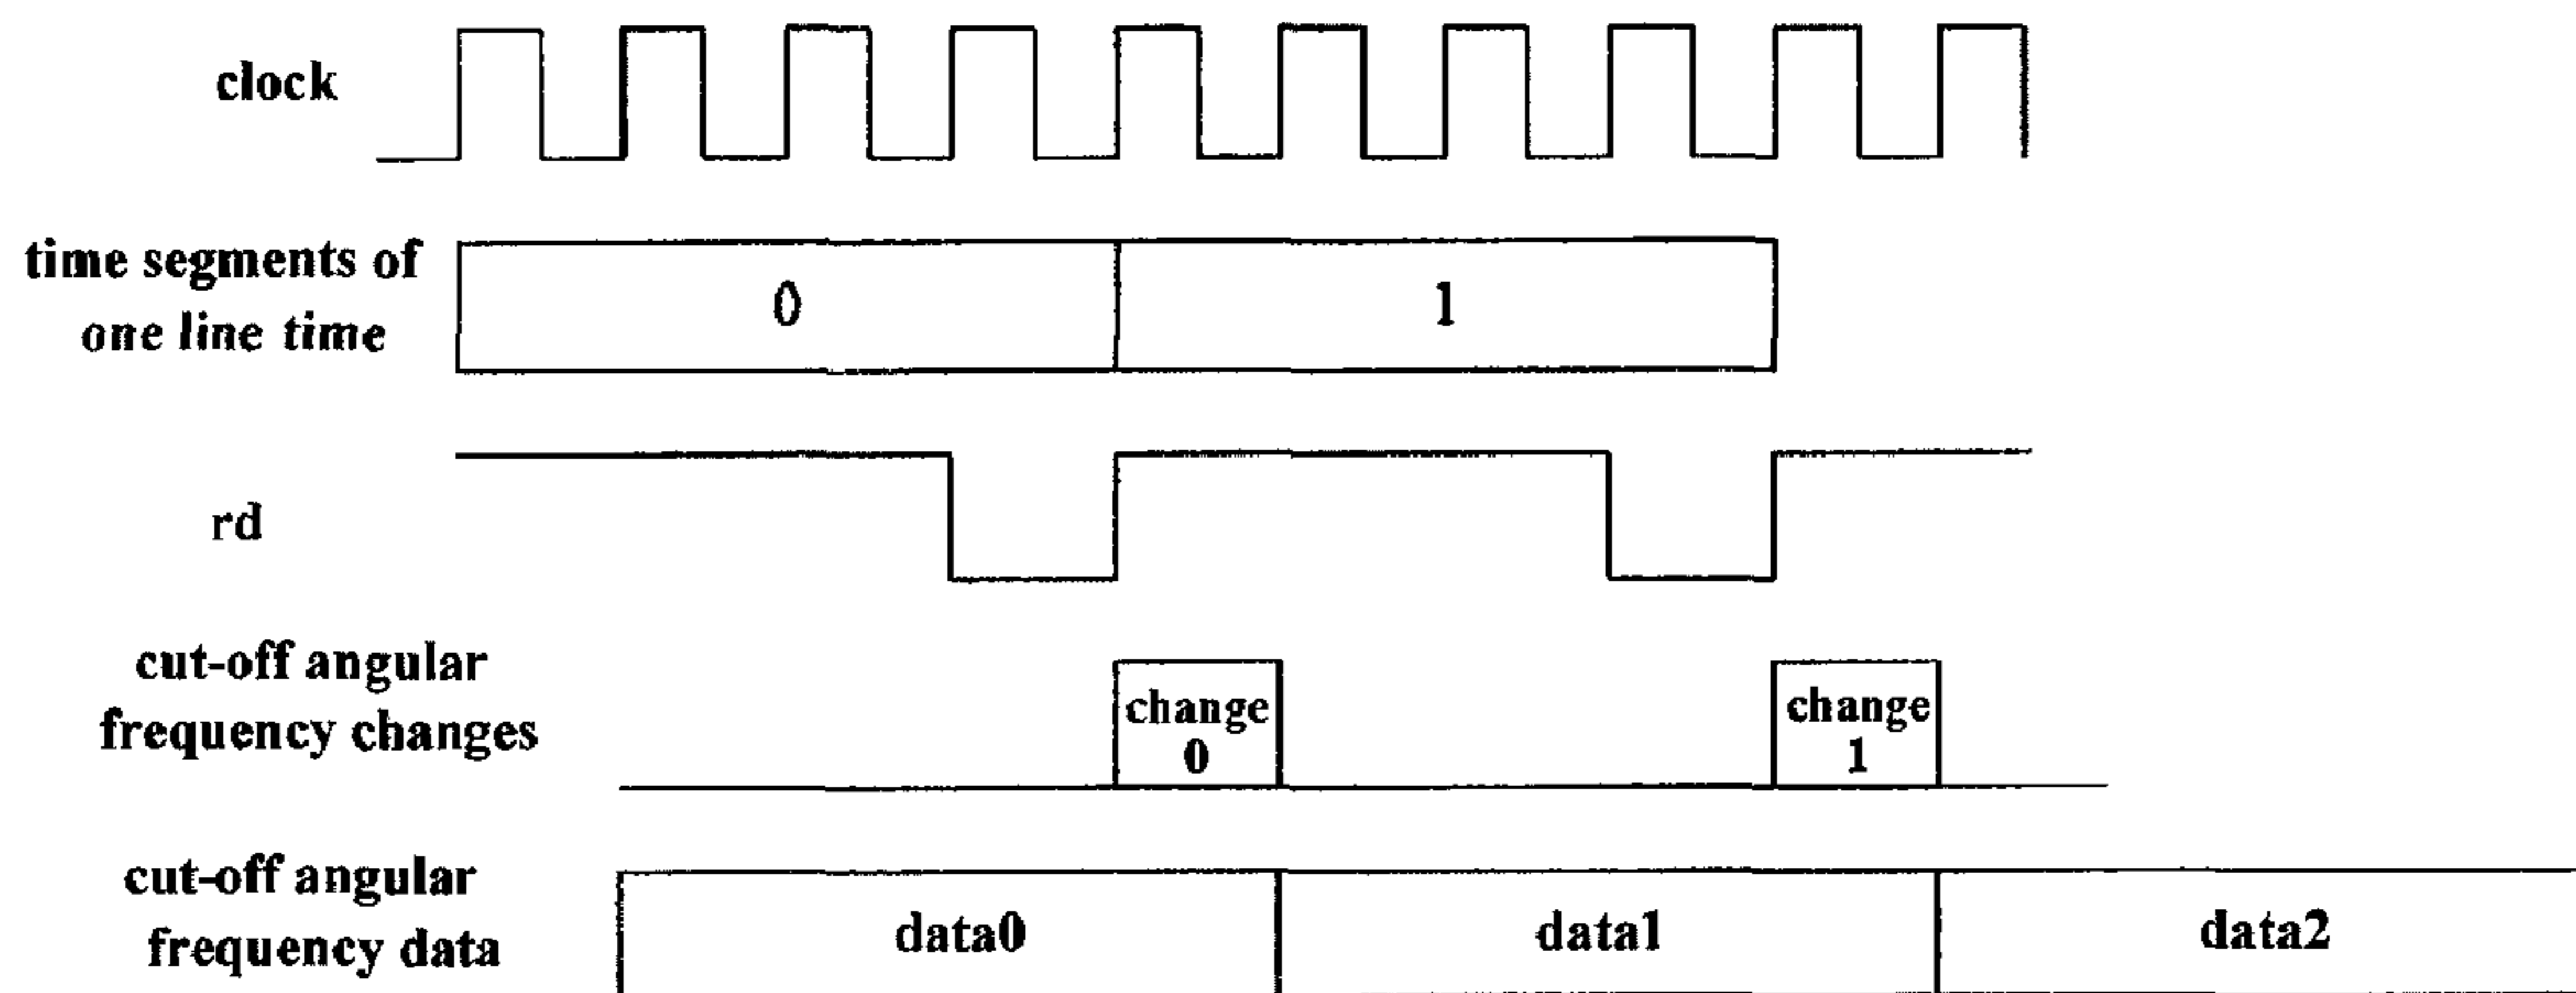 clock
time segments of
one line time
0
1
rd
cut-off angular
frequency changes
change
0
change
1
cut-off angular
frequency data
data0
data1
data2